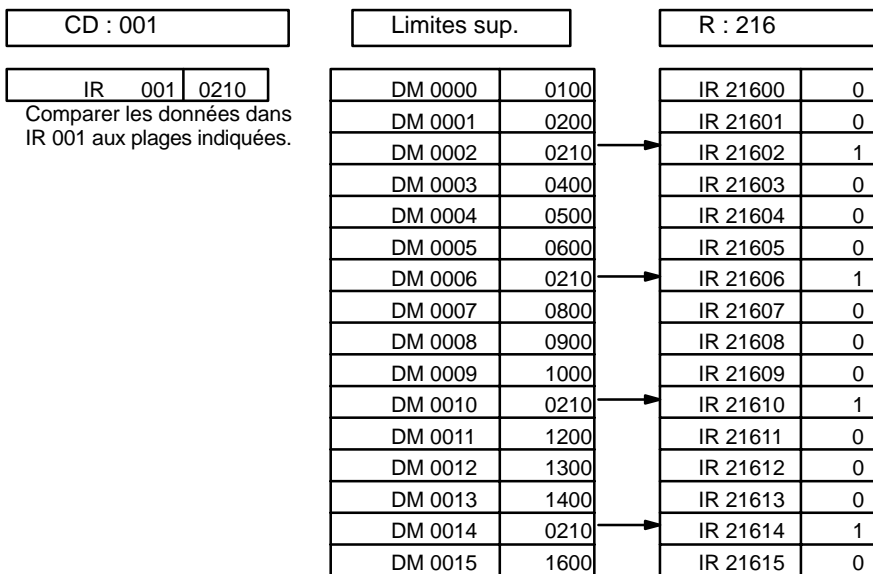 CD : 001 Limites sup. R : 216
IR 001 0210
Comparer les données dans
IR 001 aux plages indiquées.
DM 0000 0100 IR 21600 0
DM 0001 0200 IR 21601 0
DM 0002 0210 IR 21602 1
DM 0003 0400 IR 21603 0
DM 0004 0500 IR 21604 0
DM 0005 0600 IR 21605 0
DM 0006 0210 IR 21606 1
DM 0007 0800 IR 21607 0
DM 0008 0900 IR 21608 0
DM 0009 1000 IR 21609 0
DM 0010 0210 IR 21610 1
DM 0011 1200 IR 21611 0
DM 0012 1300 IR 21612 0
DM 0013 1400 IR 21613 0
DM 0014 0210 IR 21614 1
DM 0015 1600 IR 21615 0